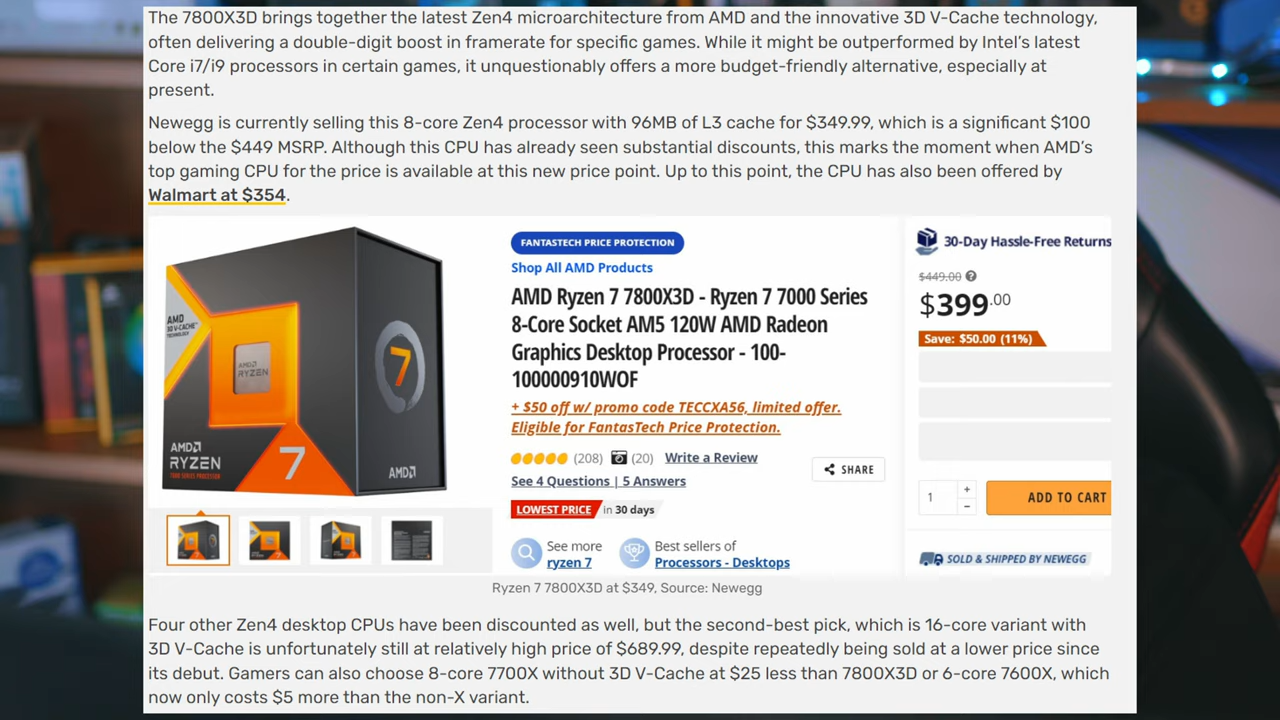 The 7800X3D brings together the latest Zen4 microarchitecture from AMD and the innovative 3D V-Cache technology,
often delivering a double-digit boost in framerate for specific games. While it might be outperformed by Intel's latest
Core i7/i9 processors in certain games, it unquestionably offers a more budget-friendly alternative, especially at
present.
Newegg is currently selling this 8-core Zen4 processor with 96MB of L3 cache for $349.99, which is a significant $100
below the $449 MSRP. Although this CPU has already seen substantial discounts, this marks the moment when AMD's
top gaming CPU for the price is available at this new price point. Up to this point, the CPU has also been offered by
Walmart at $354.
AMD
3D V-CACHE™
TECHNOLOGY
AMD
RYZEN
7
AMD
RYZEN
7000 SERIES PROCESSOR
7
AMD
FANTASTECH PRICE PROTECTION
Shop All AMD Products
AMD Ryzen 7 7800X3D - Ryzen 7 7000 Series
8-Core Socket AM5 120W AMD Radeon
Graphics Desktop Processor - 100-
100000910WOF
+ $50 off w/ promo code TECCXA56, limited offer.
Eligible for FantasTech Price Protection.
(208) (20) Write a Review
See 4 Questions | 5 Answers
SHARE
LOWEST PRICE in 30 days
See more
ryzen 7
Best sellers of
Processors - Desktops
30-Day Hassle-Free Returns
$449.00 ?
$399.00
Save: $50.00 (11%)
1 + −
ADD TO CART
SOLD & SHIPPED BY NEWEGG
Ryzen 7 7800X3D at $349, Source: Newegg
Four other Zen4 desktop CPUs have been discounted as well, but the second-best pick, which is 16-core variant with
3D V-Cache is unfortunately still at relatively high price of $689.99, despite repeatedly being sold at a lower price since
its debut. Gamers can also choose 8-core 7700X without 3D V-Cache at $25 less than 7800X3D or 6-core 7600X, which
now only costs $5 more than the non-X variant.